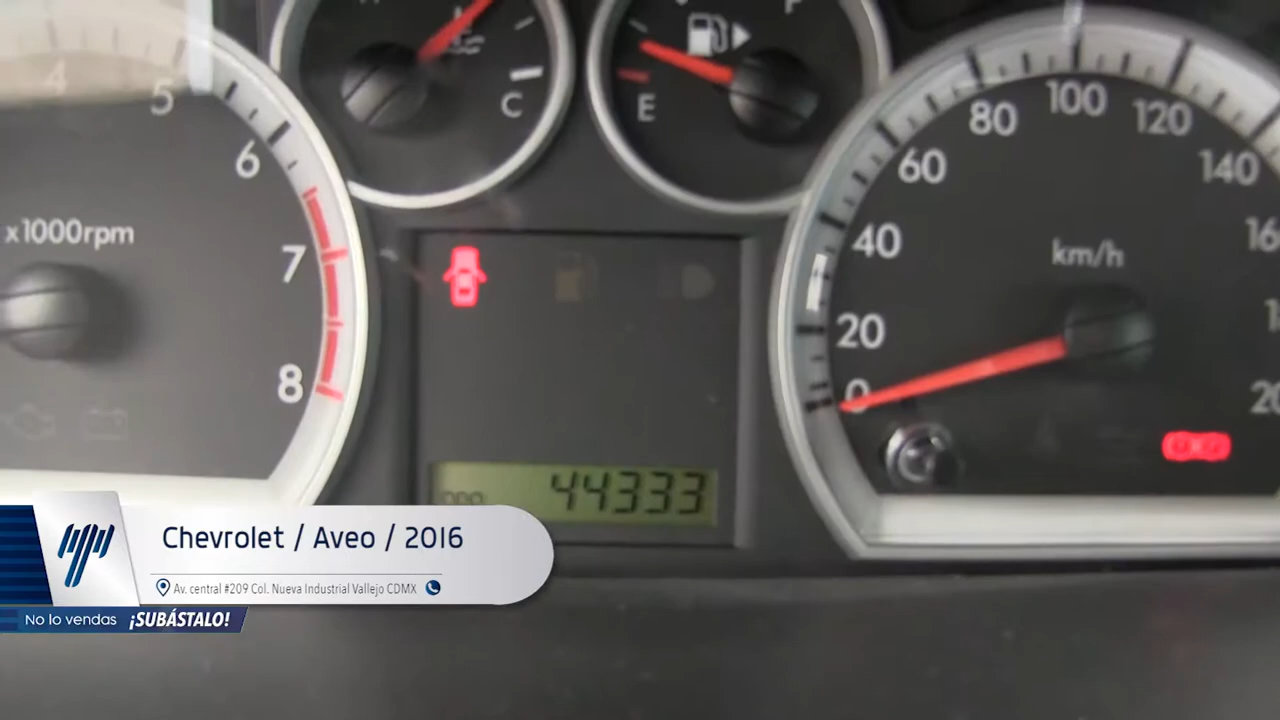 4
5
6
7
8
x1000rpm
C
E
F
20
40
60
80
100
120
140
km/h
0
44333
Chevrolet / Aveo / 2016
Av. central #209 Col. Nueva Industrial Vallejo CDMX
No lo vendas ¡SUBÁSTALO!